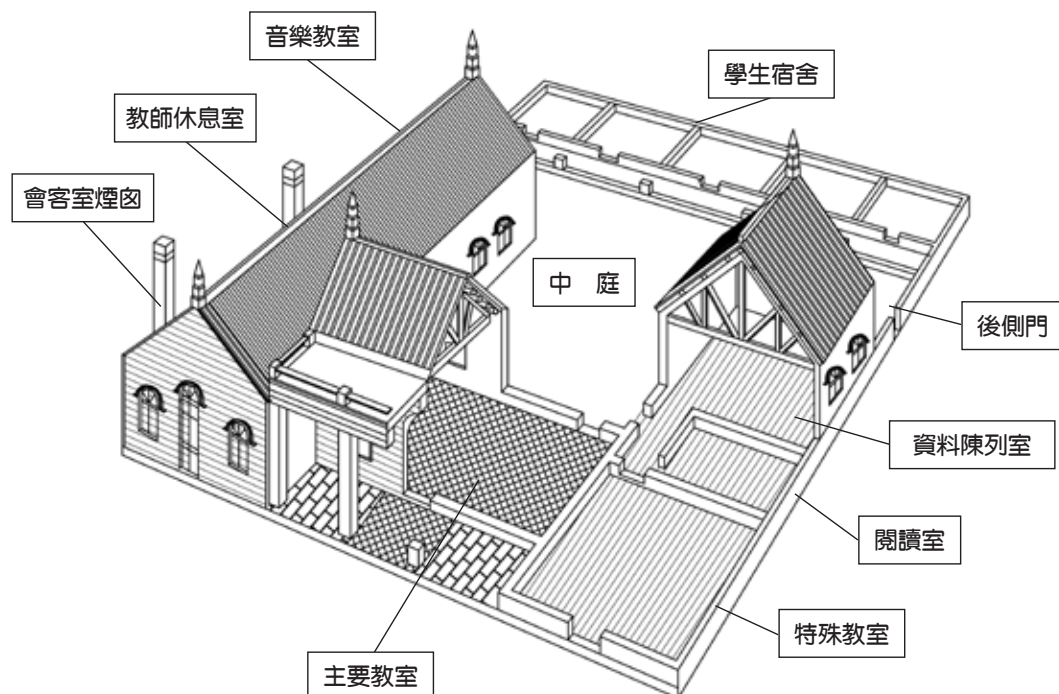 音樂教室
學生宿舍
教師休息室
會客室煙囪
中 庭
後側門
資料陳列室
閱讀室
特殊教室
主要教室